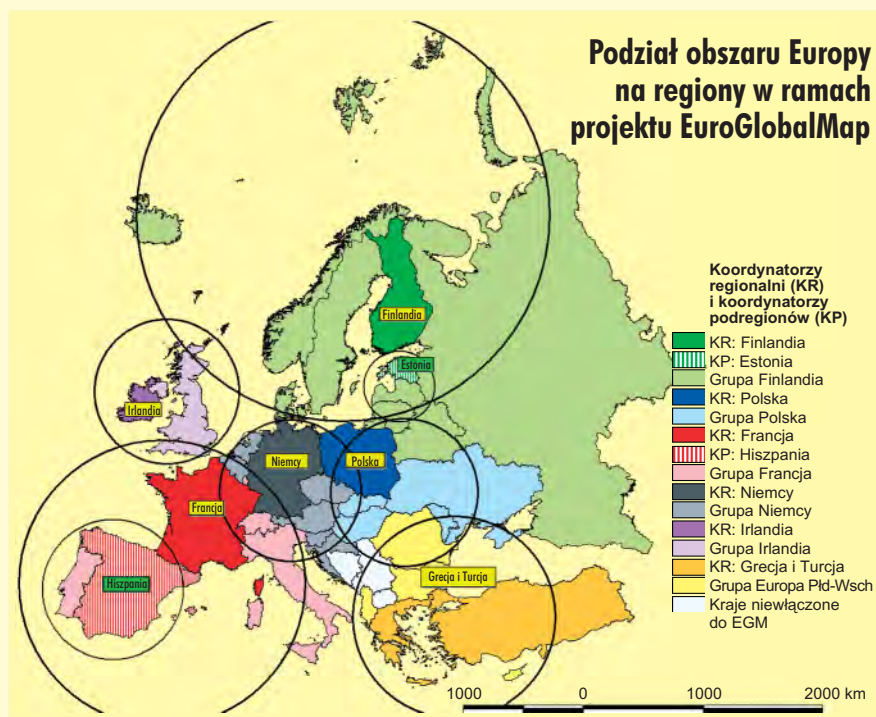 Podział obszaru Europy
na regiony w ramach
projektu EuroGlobalMap
Finlandia
Estonia
Irlandia
Niemcy
Polska
Francja
Hiszpania
Grecja i Turcja
Koordynatorzy
regionalni (KR)
i koordynatorzy
podregionów (KP)
KR: Finlandia
KP: Estonia
Grupa Finlandia
KR: Polska
Grupa Polska
KR: Francja
KP: Hiszpania
Grupa Francja
KR: Niemcy
Grupa Niemcy
KR: Irlandia
Grupa Irlandia
KR: Grecja i Turcja
Grupa Europa Płd-Wsch
Kraje niewłączone
do EGM
1000 0 1000 2000 km